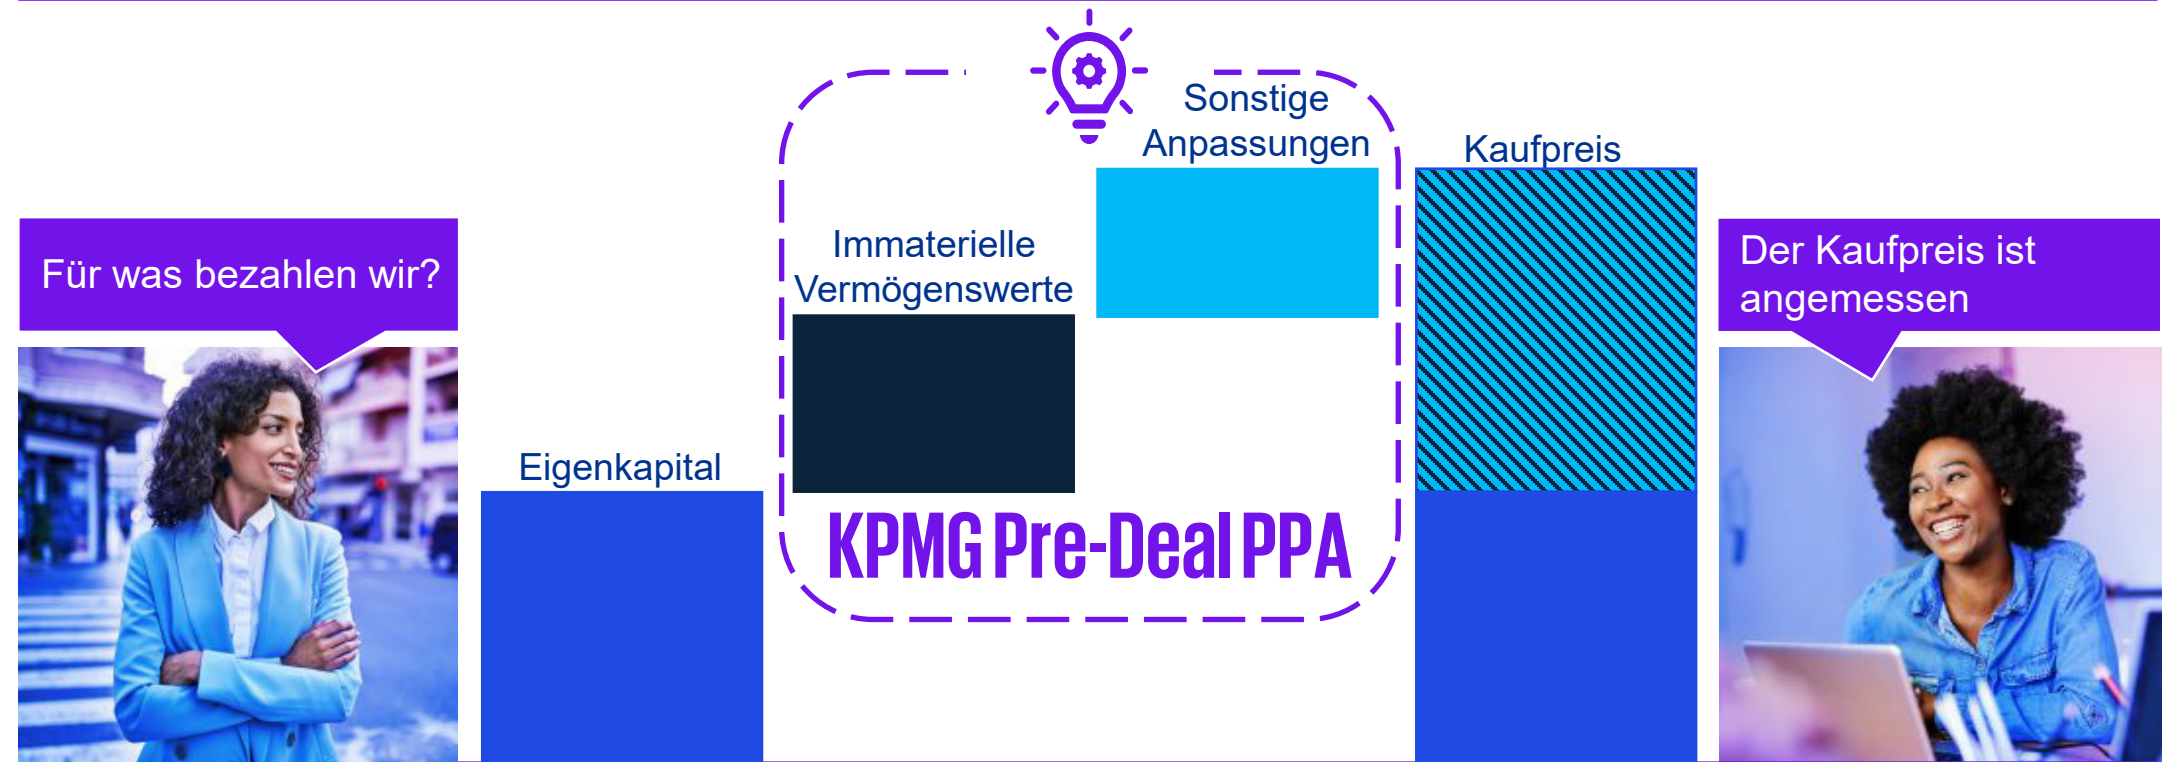 Für was bezahlen wir?
Eigenkapital
Immaterielle
Vermögenswerte
Sonstige
Anpassungen
KPMG Pre-Deal PPA
Kaufpreis
Der Kaufpreis ist
angemessen